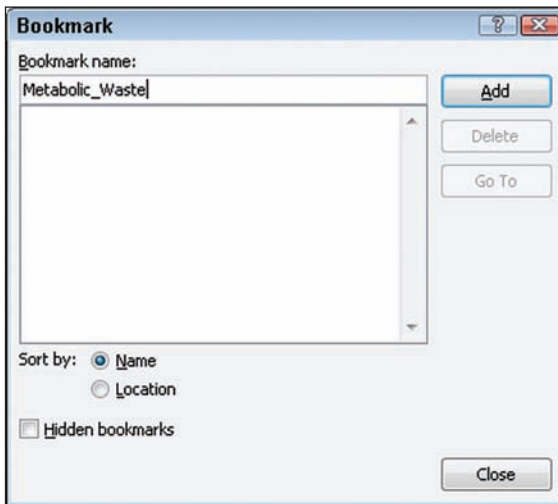 Bookmark
?
Bookmark name:
Metabolic_Waste
Add
Delete
Go To
Sort by: Name
Location
Hidden bookmarks
Close